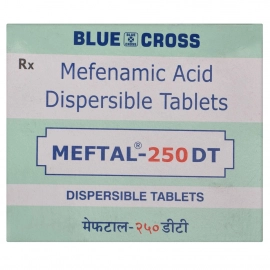 BLUE CROSS
Rx
Mefenamic Acid
Dispersible Tablets
MEFTAL®-250 DT
DISPERSIBLE TABLETS
मेफ्टाल-२५० डीटी